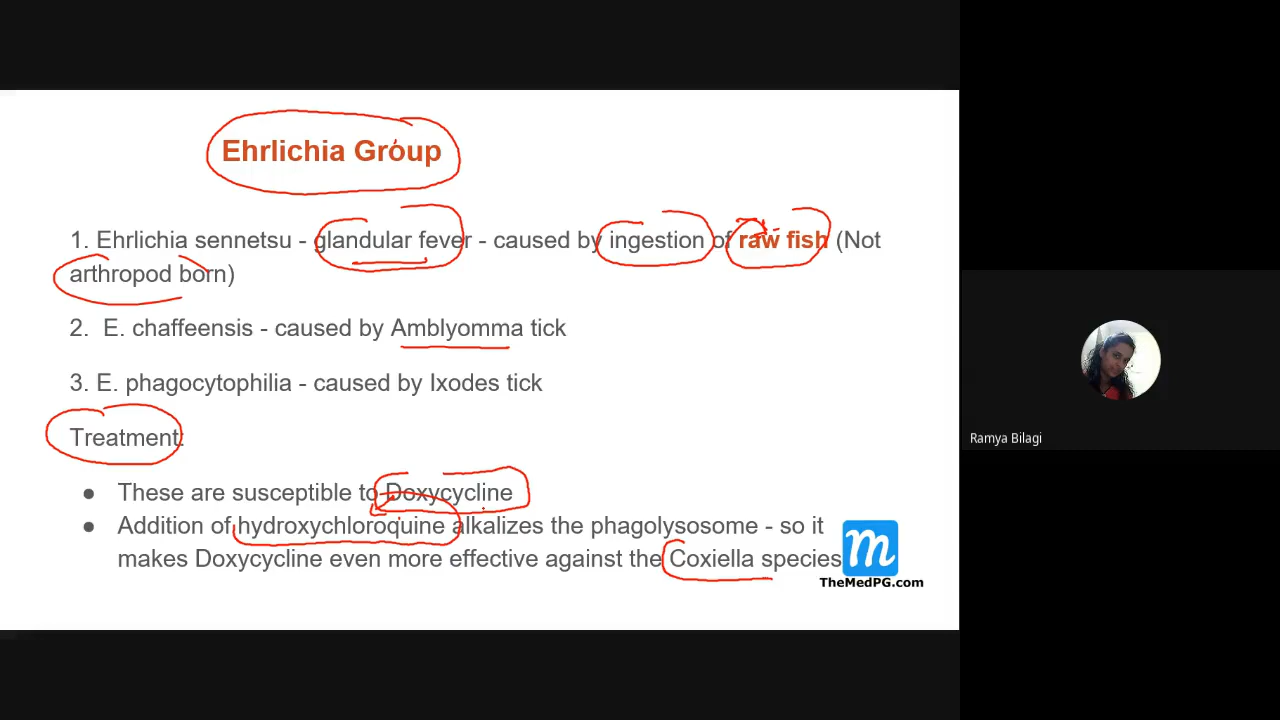 Ehrlichia Group
1. Ehrlichia sennetsu - glandular fever - caused by ingestion of raw fish (Not
arthropod born)
2. E. chaffeensis - caused by Amblyomma tick
3. E. phagocytophilia - caused by Ixodes tick
Treatment:
● These are susceptible to Doxycycline
● Addition of hydroxychloroquine alkalizes the phagolysosome - so it
makes Doxycycline even more effective against the Coxiella species
m
TheMedPG.com
Ramya Bilagi